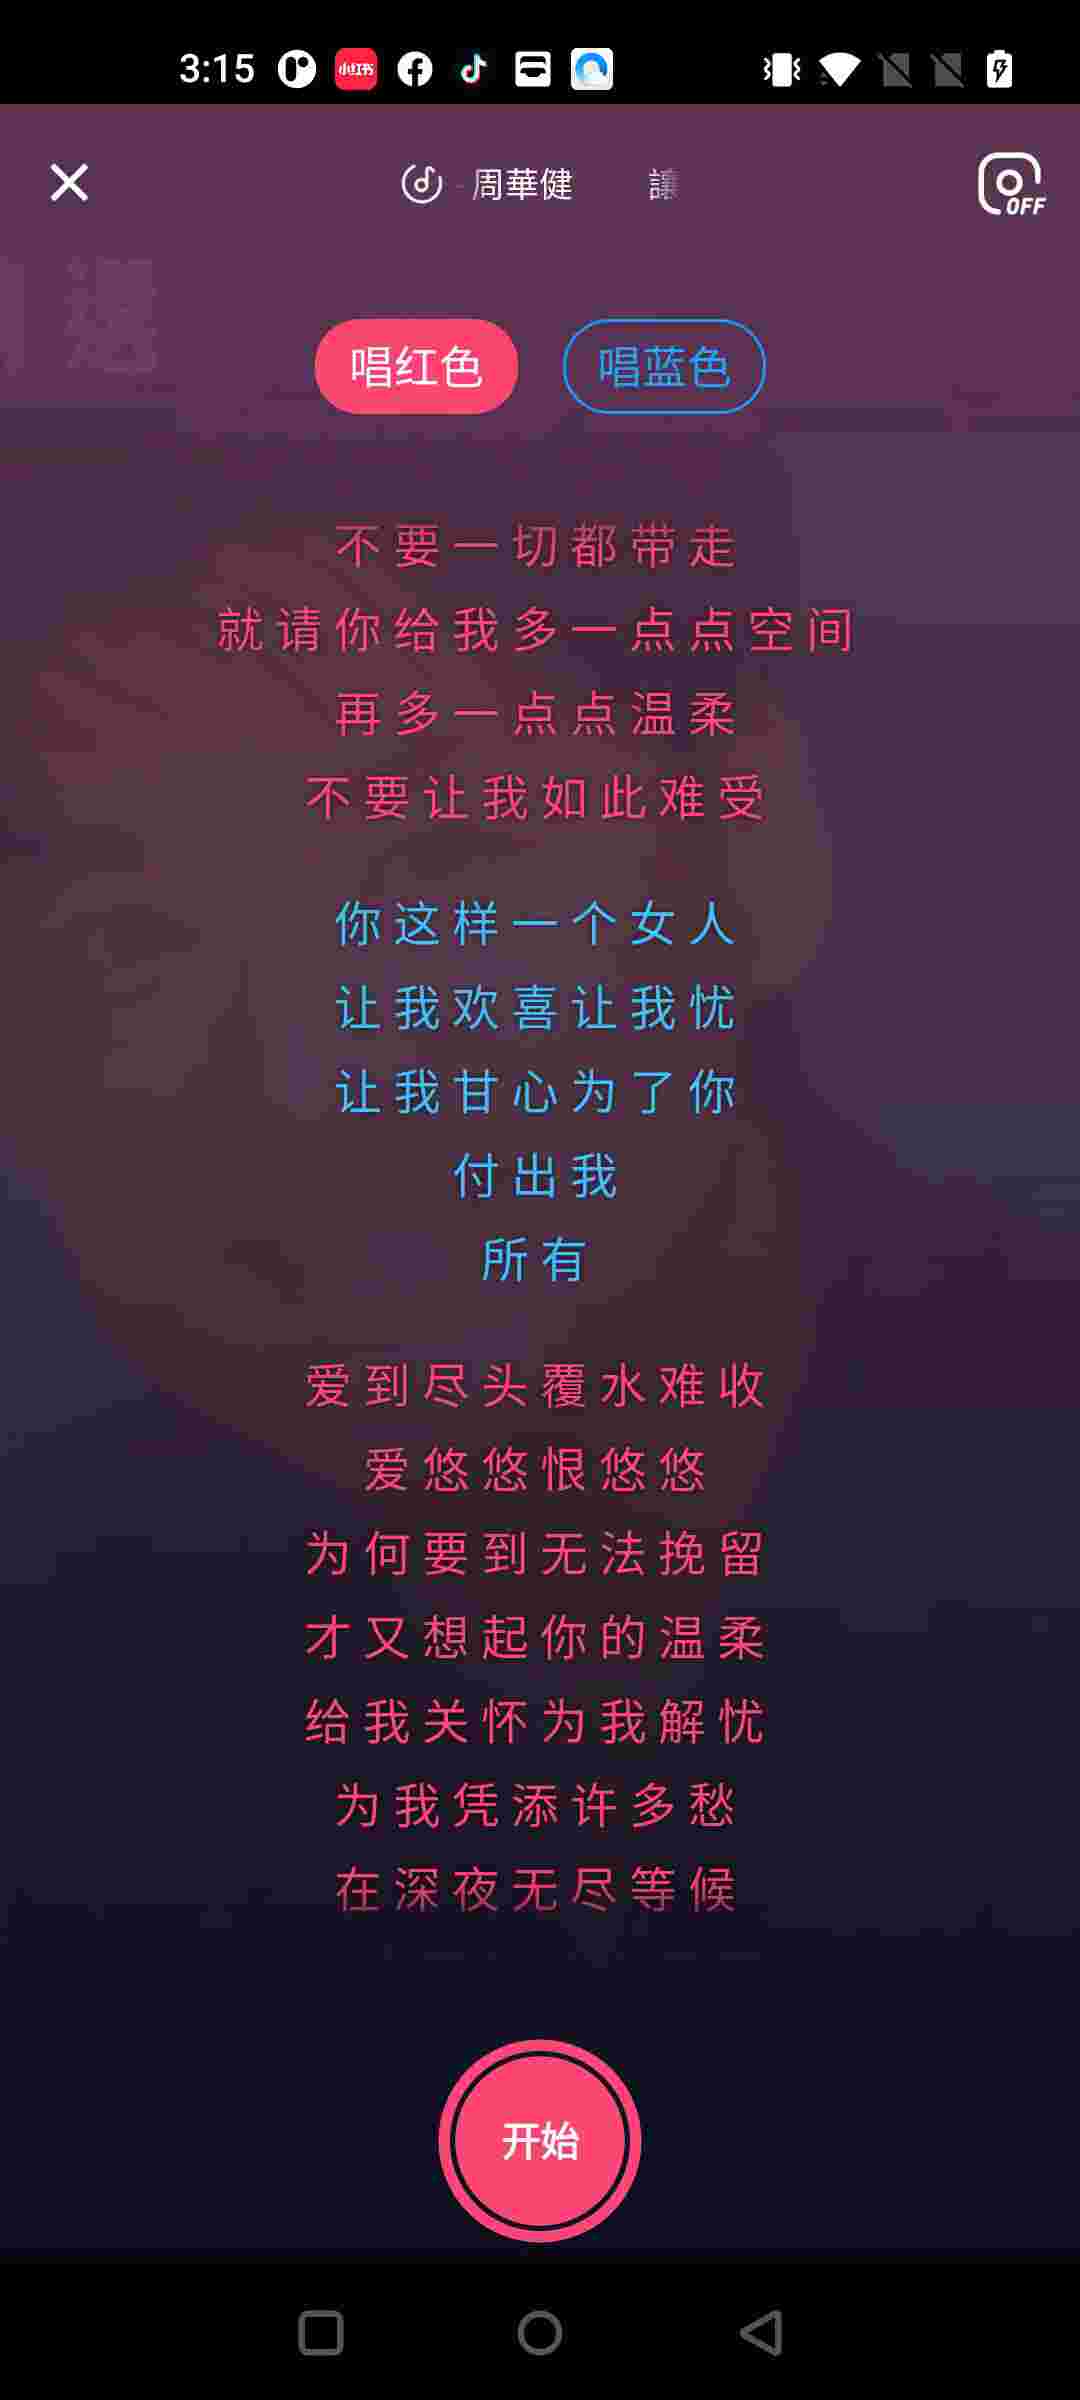 3:15
小红书
周華健 讓
OFF
唱红色 唱蓝色
不要一切都带走
就请你给我多一点点空间
再多一点点温柔
不要让我如此难受
你这样一个女人
让我欢喜让我忧
让我甘心为了你
付出我
所有
爱到尽头覆水难收
爱悠悠恨悠悠
为何要到无法挽留
才又想起你的温柔
给我关怀为我解忧
为我凭添许多愁
在深夜无尽等候
开始